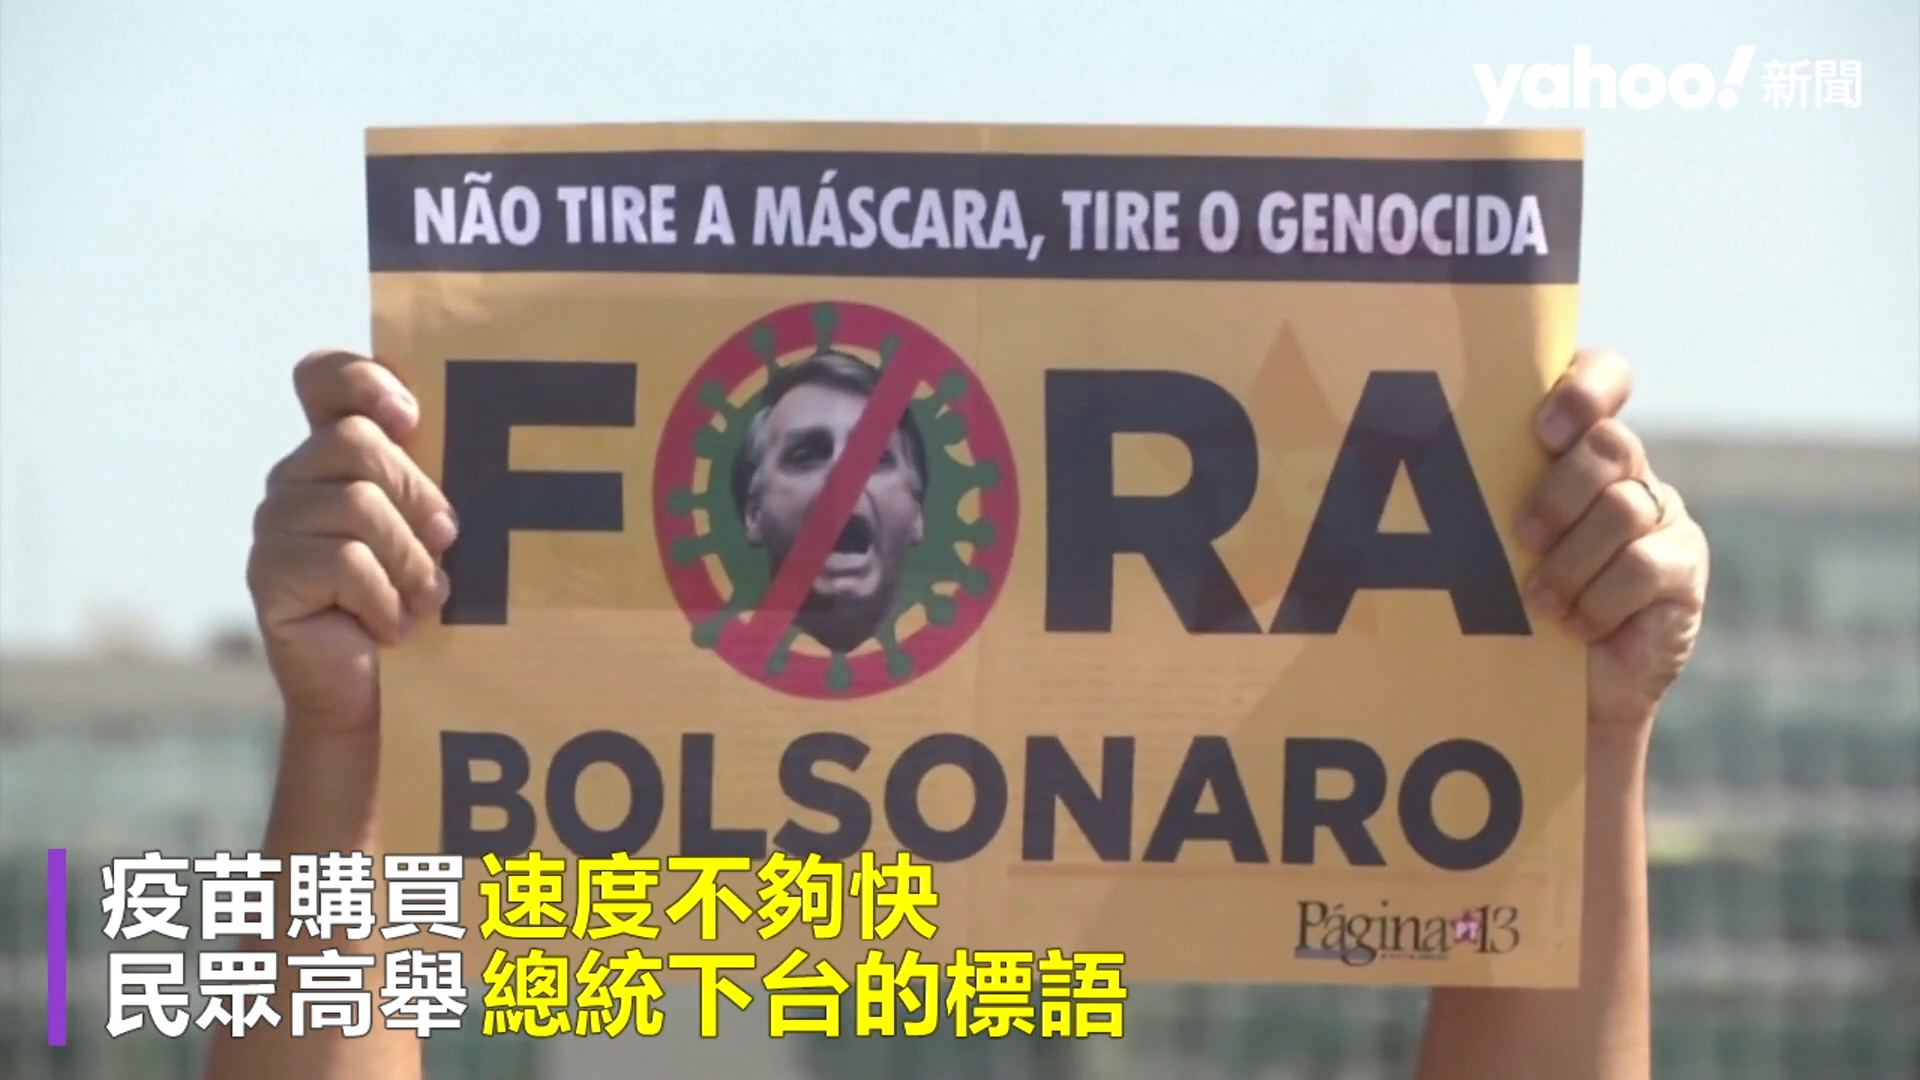 yahoo!新聞
NÃO TIRE A MÁSCARA, TIRE O GENOCIDA
FORA
BOLSONARO
Página 13
PT
疫苗購買速度不夠快
民眾高舉總統下台的標語